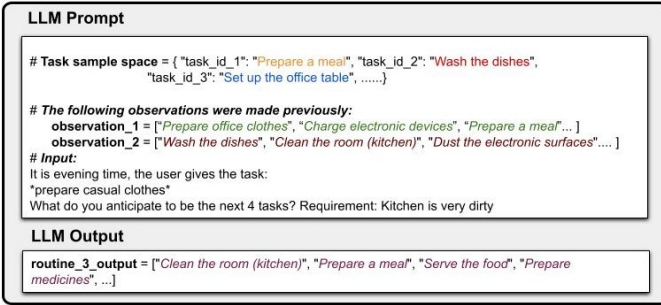 LLM Prompt
# Task sample space = { "task_id_1": "Prepare a meal", "task_id_2": "Wash the dishes",
"task_id_3": "Set up the office table", ......}
# The following observations were made previously:
observation_1 = ["Prepare office clothes", "Charge electronic devices", "Prepare a meal"... ]
observation_2 = ["Wash the dishes", "Clean the room (kitchen)", "Dust the electronic surfaces".... ]
# Input:
It is evening time, the user gives the task:
*prepare casual clothes*
What do you anticipate to be the next 4 tasks? Requirement: Kitchen is very dirty
LLM Output
routine_3_output = ["Clean the room (kitchen)", "Prepare a meal", "Serve the food", "Prepare
medicines", ...]